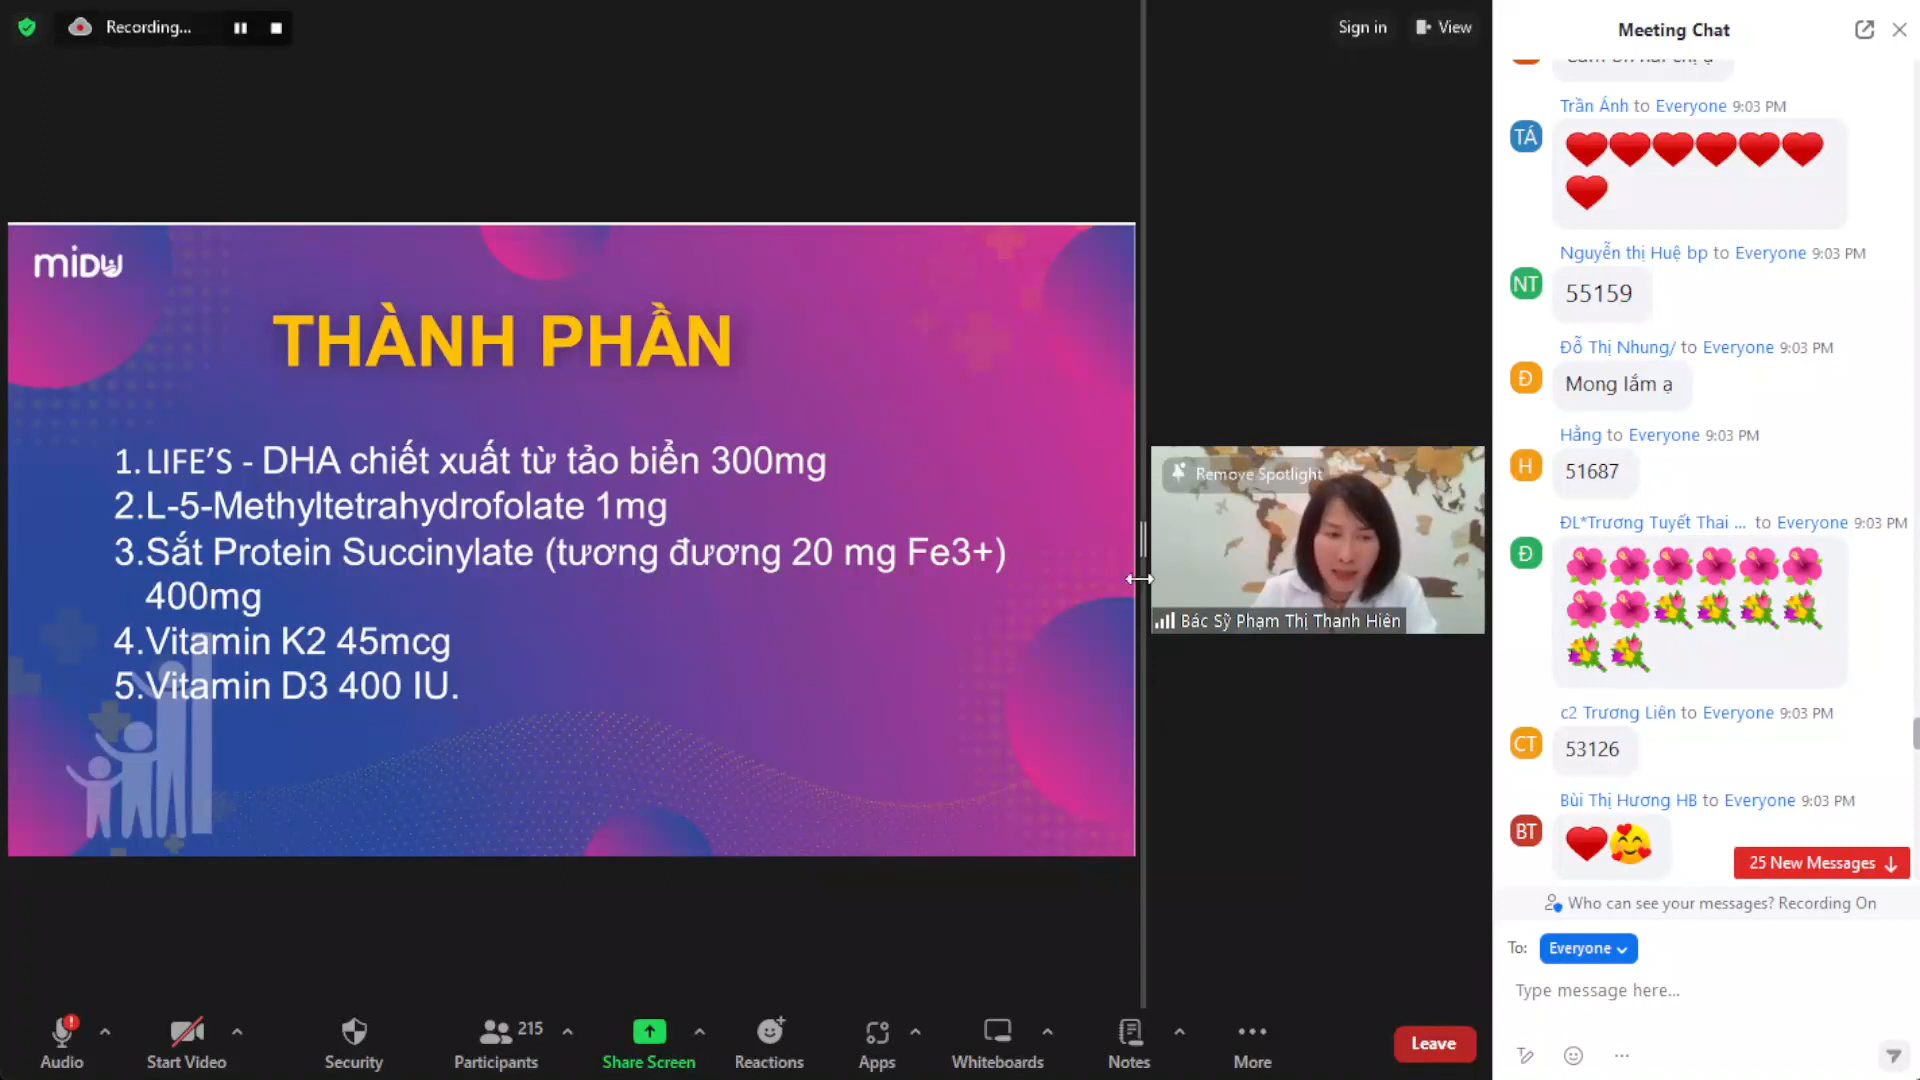 Recording...
Sign in
View
miDU
THÀNH PHẦN
1. LIFE'S - DHA chiết xuất từ tảo biển 300mg
2.L-5-Methyltetrahydrofolate 1mg
3.Sắt Protein Succinylate (tương đương 20 mg Fe3+)
400mg
4.Vitamin K2 45mcg
5.Vitamin D3 400 IU.
Remove Spotlight
Bác Sỹ Phạm Thị Thanh Hiên
Meeting Chat
Trần Ánh to Everyone 9:03 PM
TÁ
Nguyễn thị Huệ bp to Everyone 9:03 PM
NT
55159
Đỗ Thị Nhung/ to Everyone 9:03 PM
Đ
Mong lắm ạ
Hằng to Everyone 9:03 PM
H
51687
ĐL*Trương Tuyết Thai ... to Everyone 9:03 PM
Đ
c2 Trương Liên to Everyone 9:03 PM
CT
53126
Bùi Thị Hương HB to Everyone 9:03 PM
BT
25 New Messages
Who can see your messages? Recording On
To: Everyone
Type message here...
Audio
Start Video
Security
215
Participants
Share Screen
Reactions
Apps
Whiteboards
Notes
More
Leave